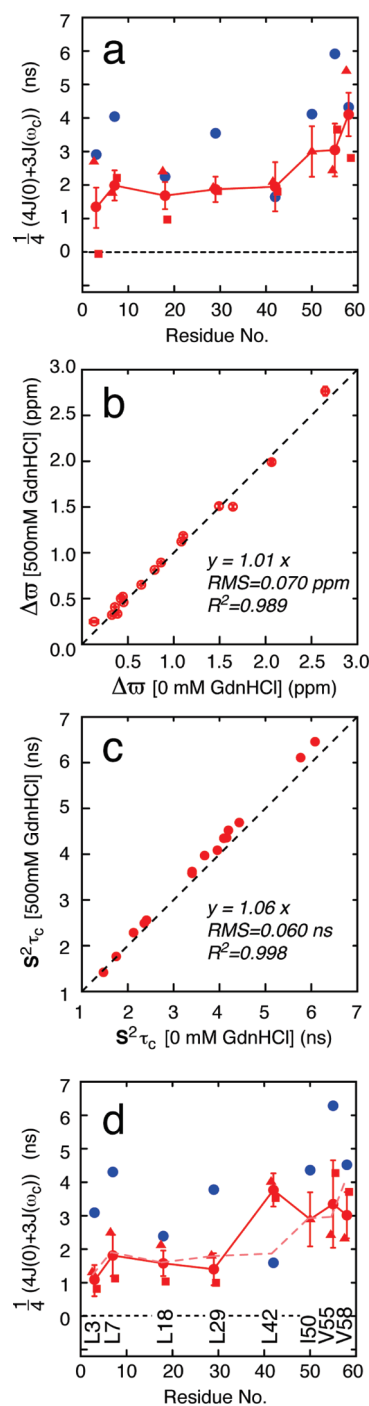 a
1/4 (4J(0)+3J(ωC)) (ns)
7
6
5
4
3
2
1
0
0 10 20 30 40 50 60
Residue No.
b
Δϖ [500mM GdnHCl] (ppm)
3.0
2.5
2.0
1.5
1.0
0.5
0.0
y = 1.01 x
RMS=0.070 ppm
R²=0.989
0.5 1.0 1.5 2.0 2.5 3.0
Δϖ [0 mM GdnHCl] (ppm)
c
S²τc [500mM GdnHCl] (ns)
7
6
5
4
3
2
1
y = 1.06 x
RMS=0.060 ns
R²=0.998
1 2 3 4 5 6 7
S²τc [0 mM GdnHCl] (ns)
d
1/4 (4J(0)+3J(ωC)) (ns)
7
6
5
4
3
2
1
0
L3 L7 L18 L29 L42 I50 V55 V58
0 10 20 30 40 50 60
Residue No.